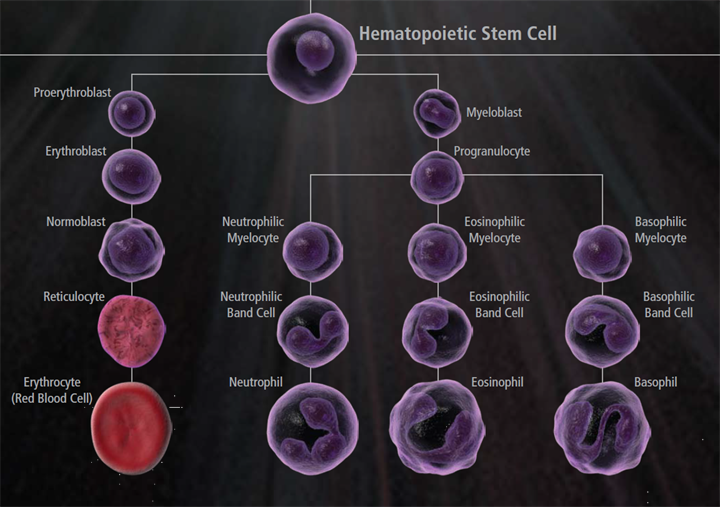 Hematopoietic Stem Cell
Proerythroblast
Myeloblast
Erythroblast
Progranulocyte
Normoblast
Neutrophilic
Myelocyte
Eosinophilic
Myelocyte
Basophilic
Myelocyte
Reticulocyte
Neutrophilic
Band Cell
Eosinophilic
Band Cell
Basophilic
Band Cell
Erythrocyte
(Red Blood Cell)
Neutrophil
Eosinophil
Basophil